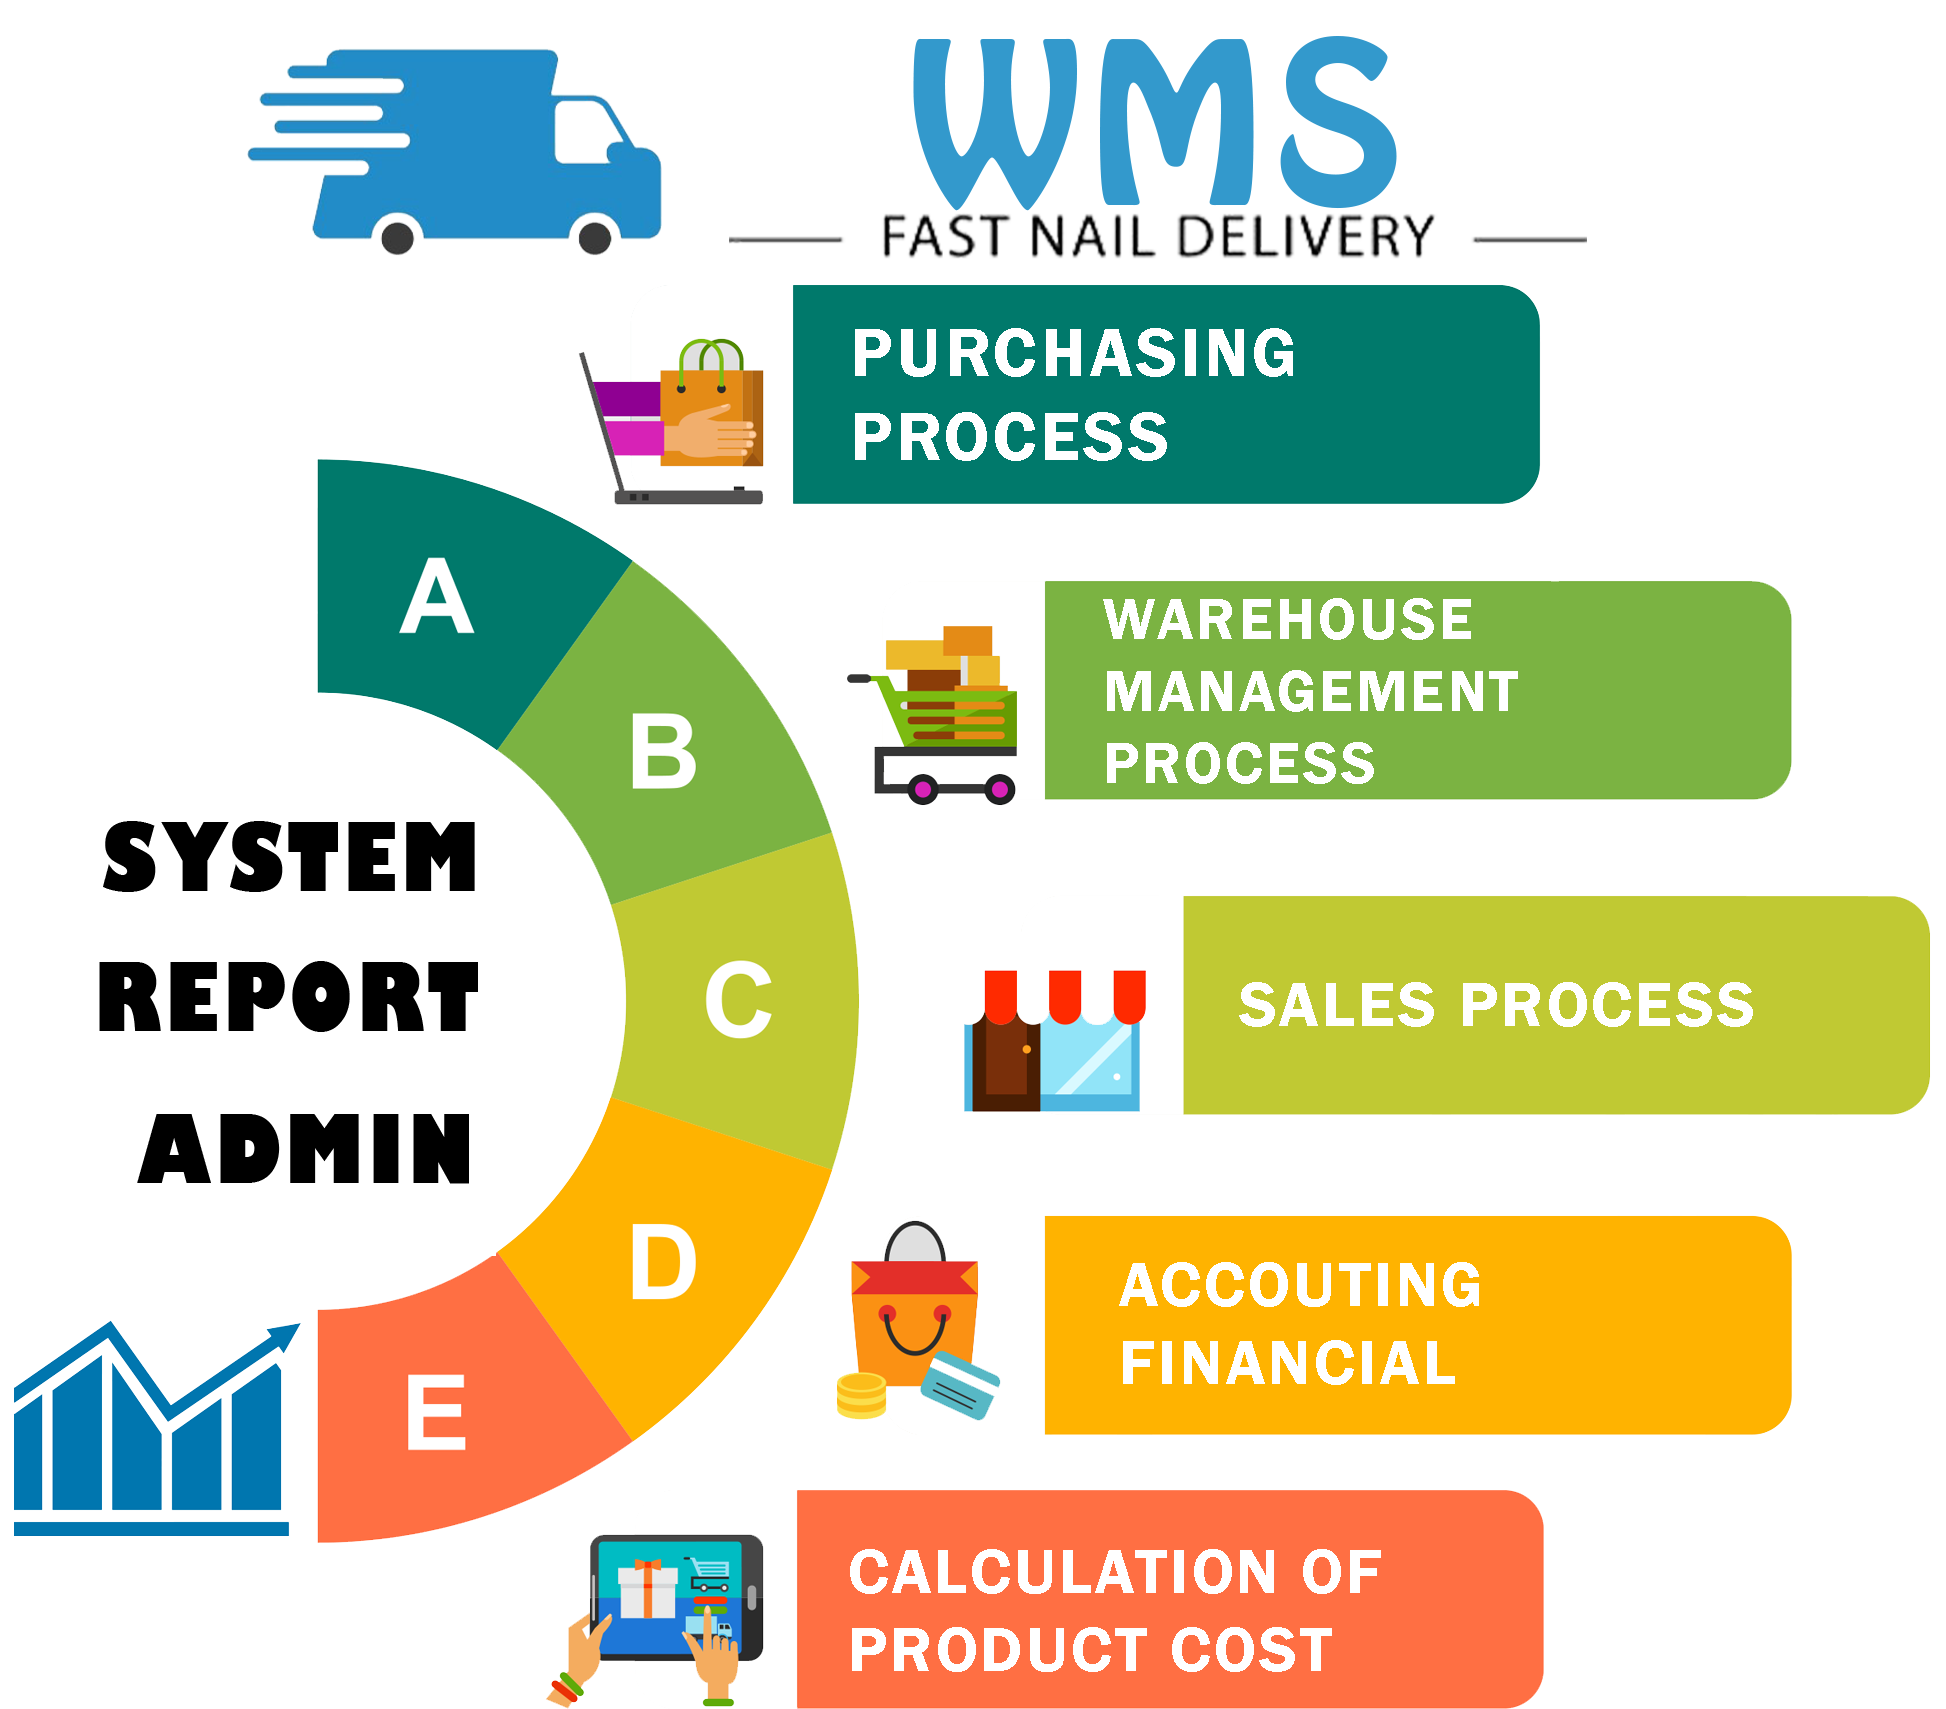 WMS
FAST NAIL DELIVERY
PURCHASING
PROCESS
A
WAREHOUSE
MANAGEMENT
PROCESS
B
SYSTEM
REPORT
ADMIN
C
SALES PROCESS
D
ACCOUTING
FINANCIAL
E
CALCULATION OF
PRODUCT COST